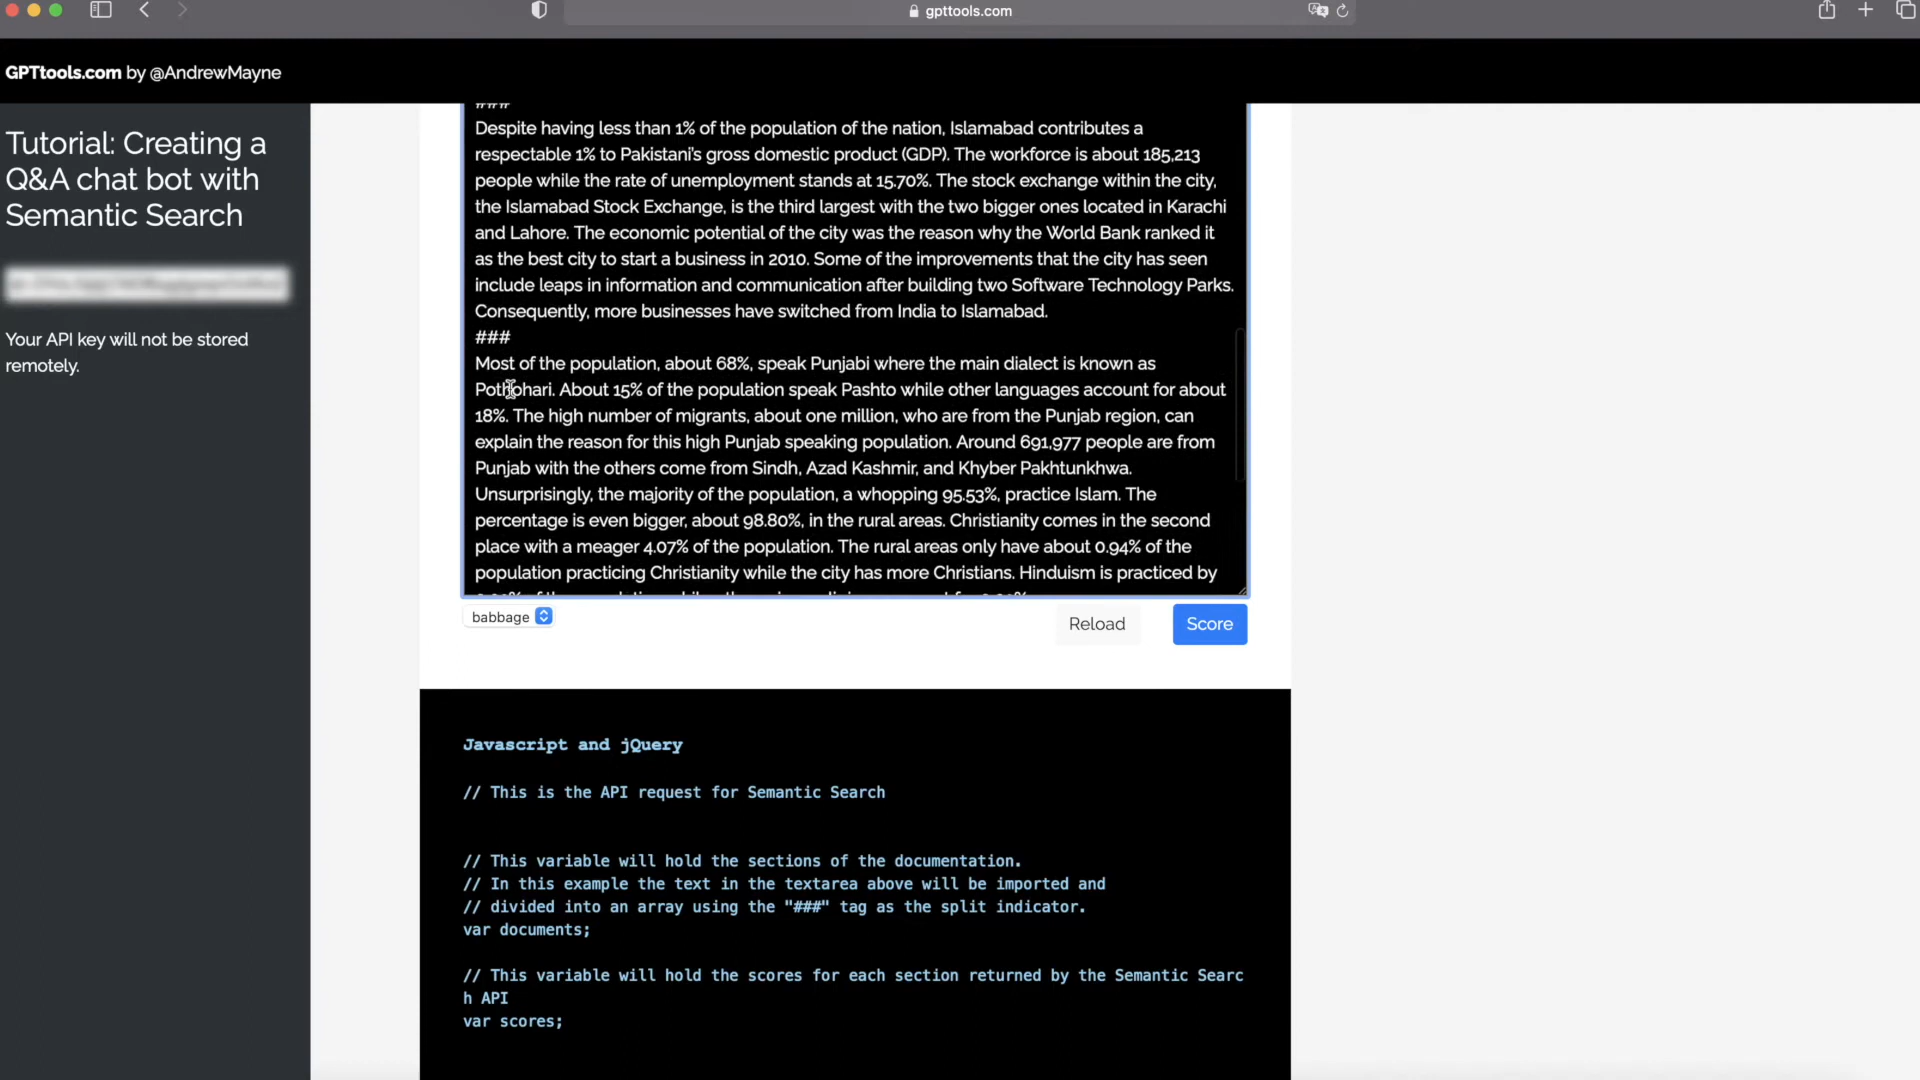 gpttools.com
GPTtools.com by @AndrewMayne
Tutorial: Creating a
Q&A chat bot with
Semantic Search
Your API key will not be stored
remotely.
###
Despite having less than 1% of the population of the nation, Islamabad contributes a
respectable 1% to Pakistani's gross domestic product (GDP). The workforce is about 185,213
people while the rate of unemployment stands at 15.70%. The stock exchange within the city,
the Islamabad Stock Exchange, is the third largest with the two bigger ones located in Karachi
and Lahore. The economic potential of the city was the reason why the World Bank ranked it
as the best city to start a business in 2010. Some of the improvements that the city has seen
include leaps in information and communication after building two Software Technology Parks.
Consequently, more businesses have switched from India to Islamabad.
###
Most of the population, about 68%, speak Punjabi where the main dialect is known as
About 15% of the population speak Pashto while other languages account for about
18%. The high number of migrants, about one million, who are from the Punjab region, can
explain the reason for this high Punjab speaking population. Around 691,977 people are from
Punjab with the others come from Sindh, Azad Kashmir, and Khyber Pakhtunkhwa.
Unsurprisingly, the majority of the population, a whopping 95.53%, practice Islam. The
percentage is even bigger, about 98.80%, in the rural areas. Christianity comes in the second
place with a meager 4.07% of the population. The rural areas only have about 0.94% of the
population practicing Christianity while the city has more Christians. Hinduism is practiced by
babbage
Reload
Score
Javascript and jQuery
// This is the API request for Semantic Search
// This variable will hold the sections of the documentation.
// In this example the text in the textarea above will be imported and
// divided into an array using the "###" tag as the split indicator.
var documents;
// This variable will hold the scores for each section returned by the Semantic Searc
h API
var scores;